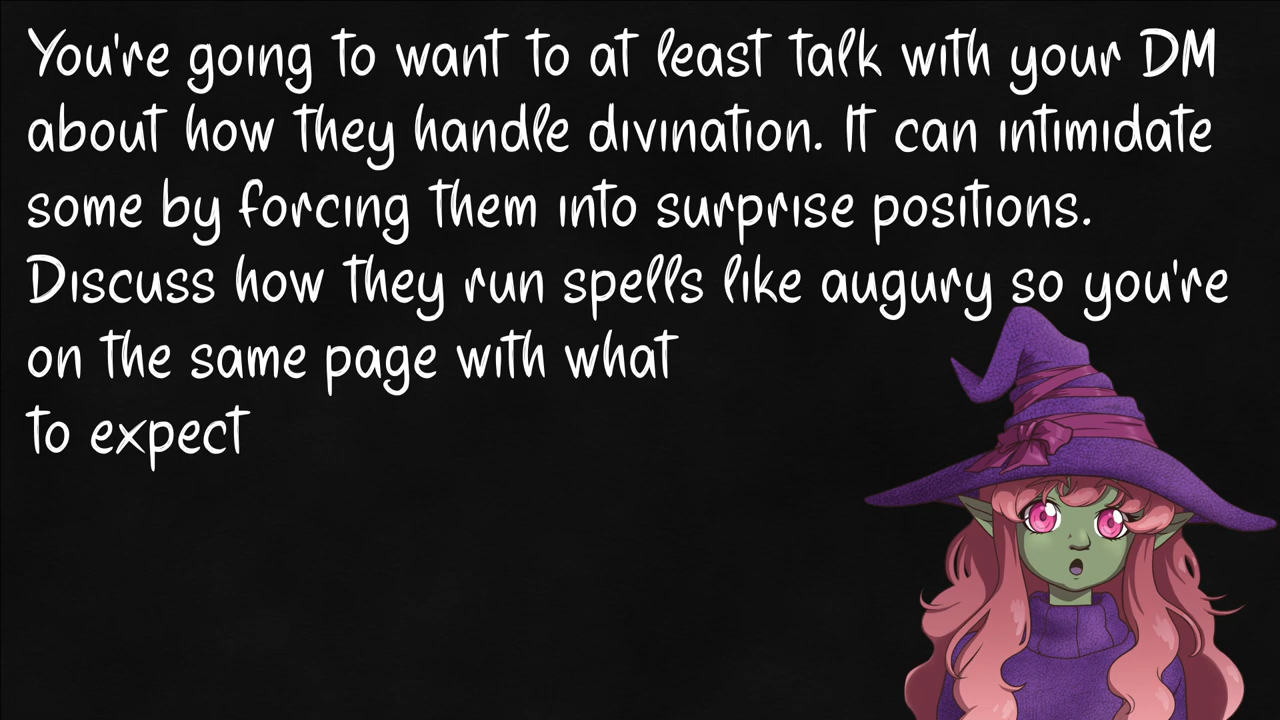 You're going to want to at least talk with your DM
about how they handle divination. It can intimidate
some by forcing them into surprise positions.
Discuss how they run spells like augury so you're
on the same page with what
to expect